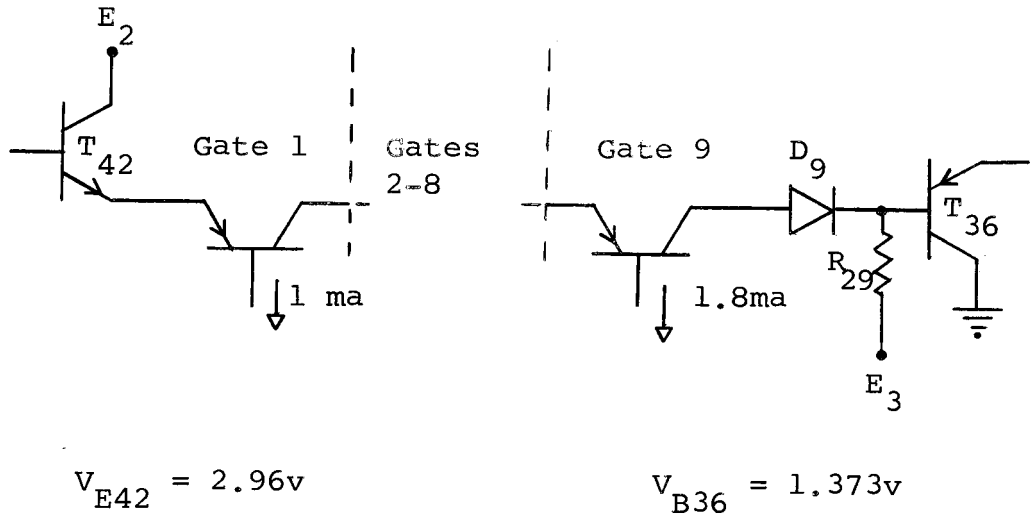 E2
T42
Gate 1
Gates
2-8
Gate 9
D9
T36
R29
1 ma
1.8ma
E3
VE42 = 2.96v
VB36 = 1.373v